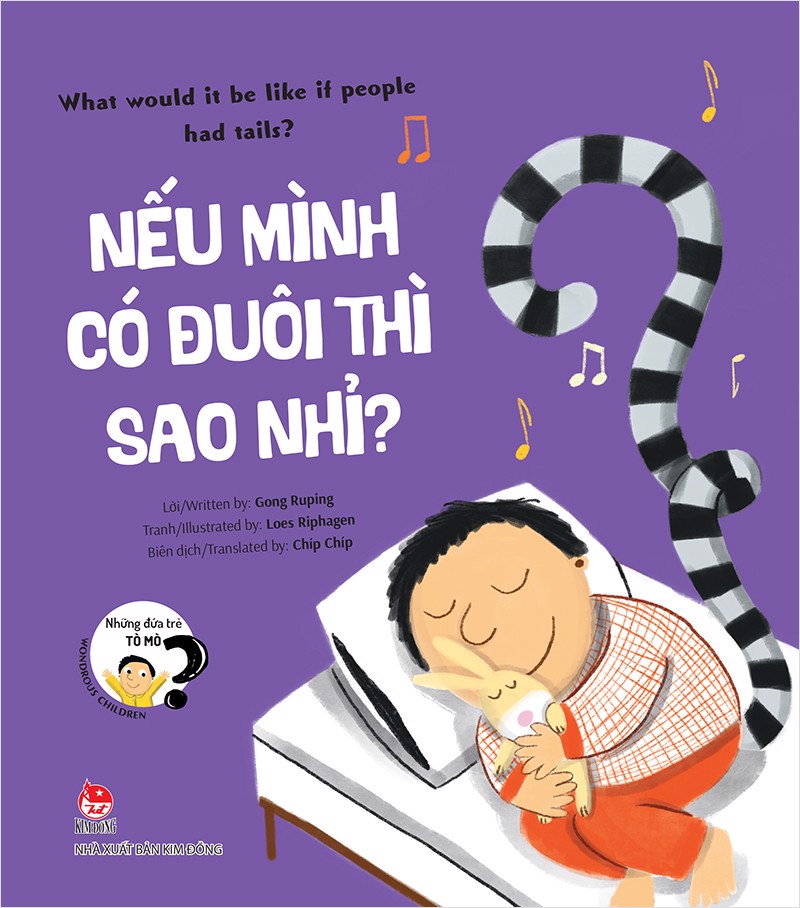 What would it be like if people
had tails?
NẾU MÌNH
CÓ ĐUÔI THÌ
SAO NHỈ?
Lời/Written by: Gong Ruping
Tranh/Illustrated by: Loes Riphagen
Biên dịch/Translated by: Chíp Chíp
Những đứa trẻ
TÒ MÒ
?
WONDROUS CHILDREN
KIM ĐỒNG
NHÀ XUẤT BẢN KIM ĐỒNG